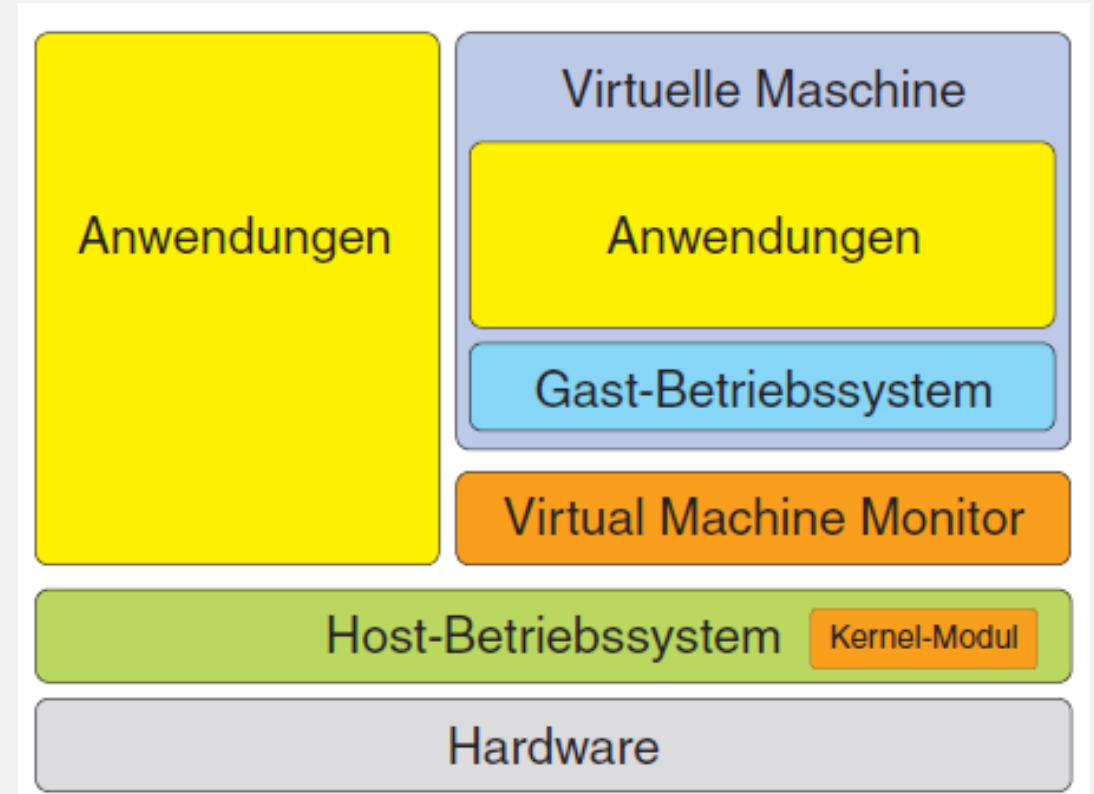 Virtuelle Maschine
Anwendungen
Anwendungen
Gast-Betriebssystem
Virtual Machine Monitor
Host-Betriebssystem
Kernel-Modul
Hardware